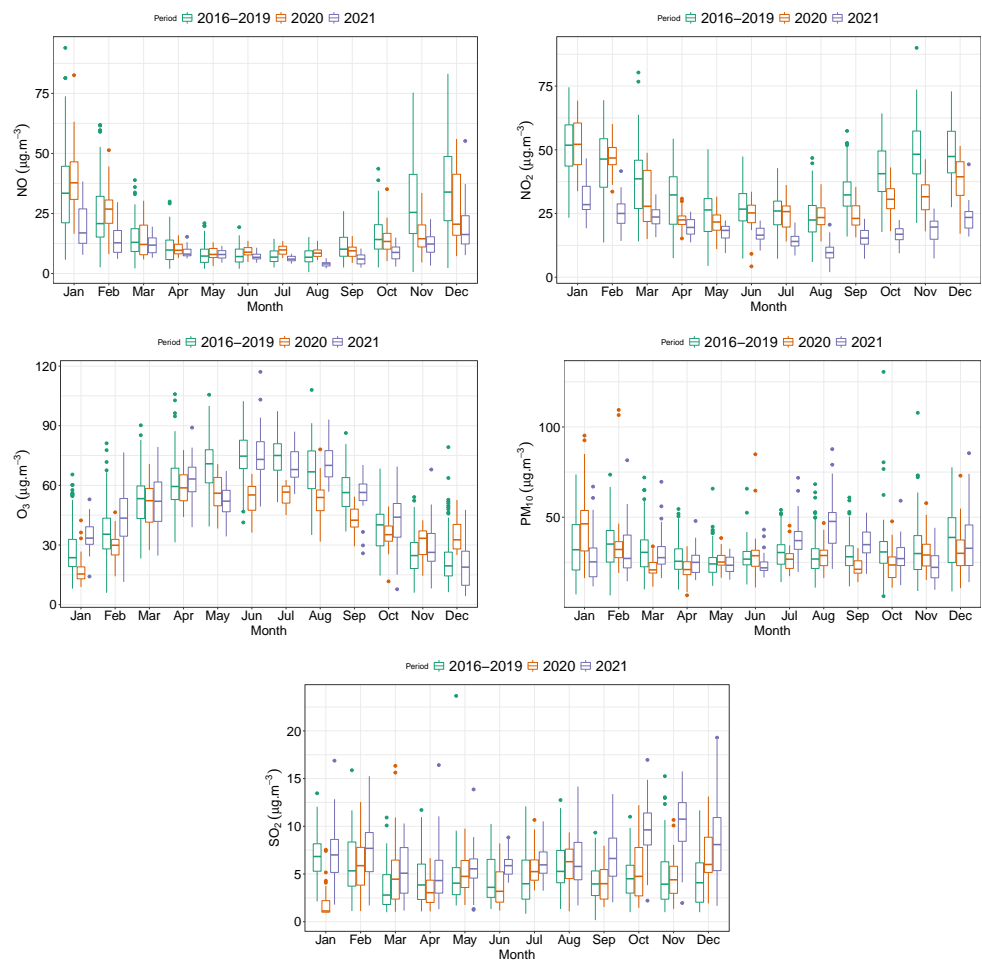 Period 2016−2019 2020 2021
NO (μg.m⁻³)
75
50
25
0
Jan Feb Mar Apr May Jun Jul Aug Sep Oct Nov Dec
Month
Period 2016−2019 2020 2021
NO₂ (μg.m⁻³)
75
50
25
0
Jan Feb Mar Apr May Jun Jul Aug Sep Oct Nov Dec
Month
Period 2016−2019 2020 2021
O₃ (μg.m⁻³)
120
90
60
30
0
Jan Feb Mar Apr May Jun Jul Aug Sep Oct Nov Dec
Month
Period 2016−2019 2020 2021
PM₁₀ (μg.m⁻³)
100
50
Jan Feb Mar Apr May Jun Jul Aug Sep Oct Nov Dec
Month
Period 2016−2019 2020 2021
SO₂ (μg.m⁻³)
20
15
10
5
0
Jan Feb Mar Apr May Jun Jul Aug Sep Oct Nov Dec
Month